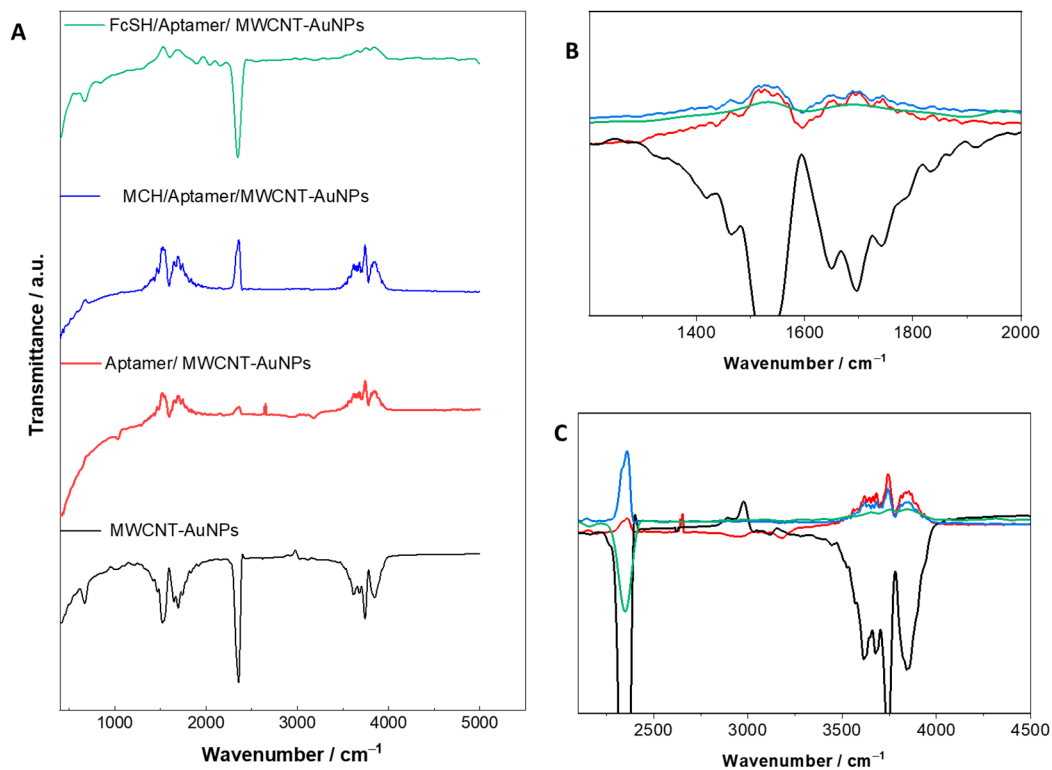 A
FcSH/Aptamer/ MWCNT-AuNPs
MCH/Aptamer/MWCNT-AuNPs
Aptamer/ MWCNT-AuNPs
MWCNT-AuNPs
Transmittance / a.u.
1000 2000 3000 4000 5000
Wavenumber / cm⁻¹
B
1400 1600 1800 2000
Wavenumber / cm⁻¹
C
2500 3000 3500 4000 4500
Wavenumber / cm⁻¹